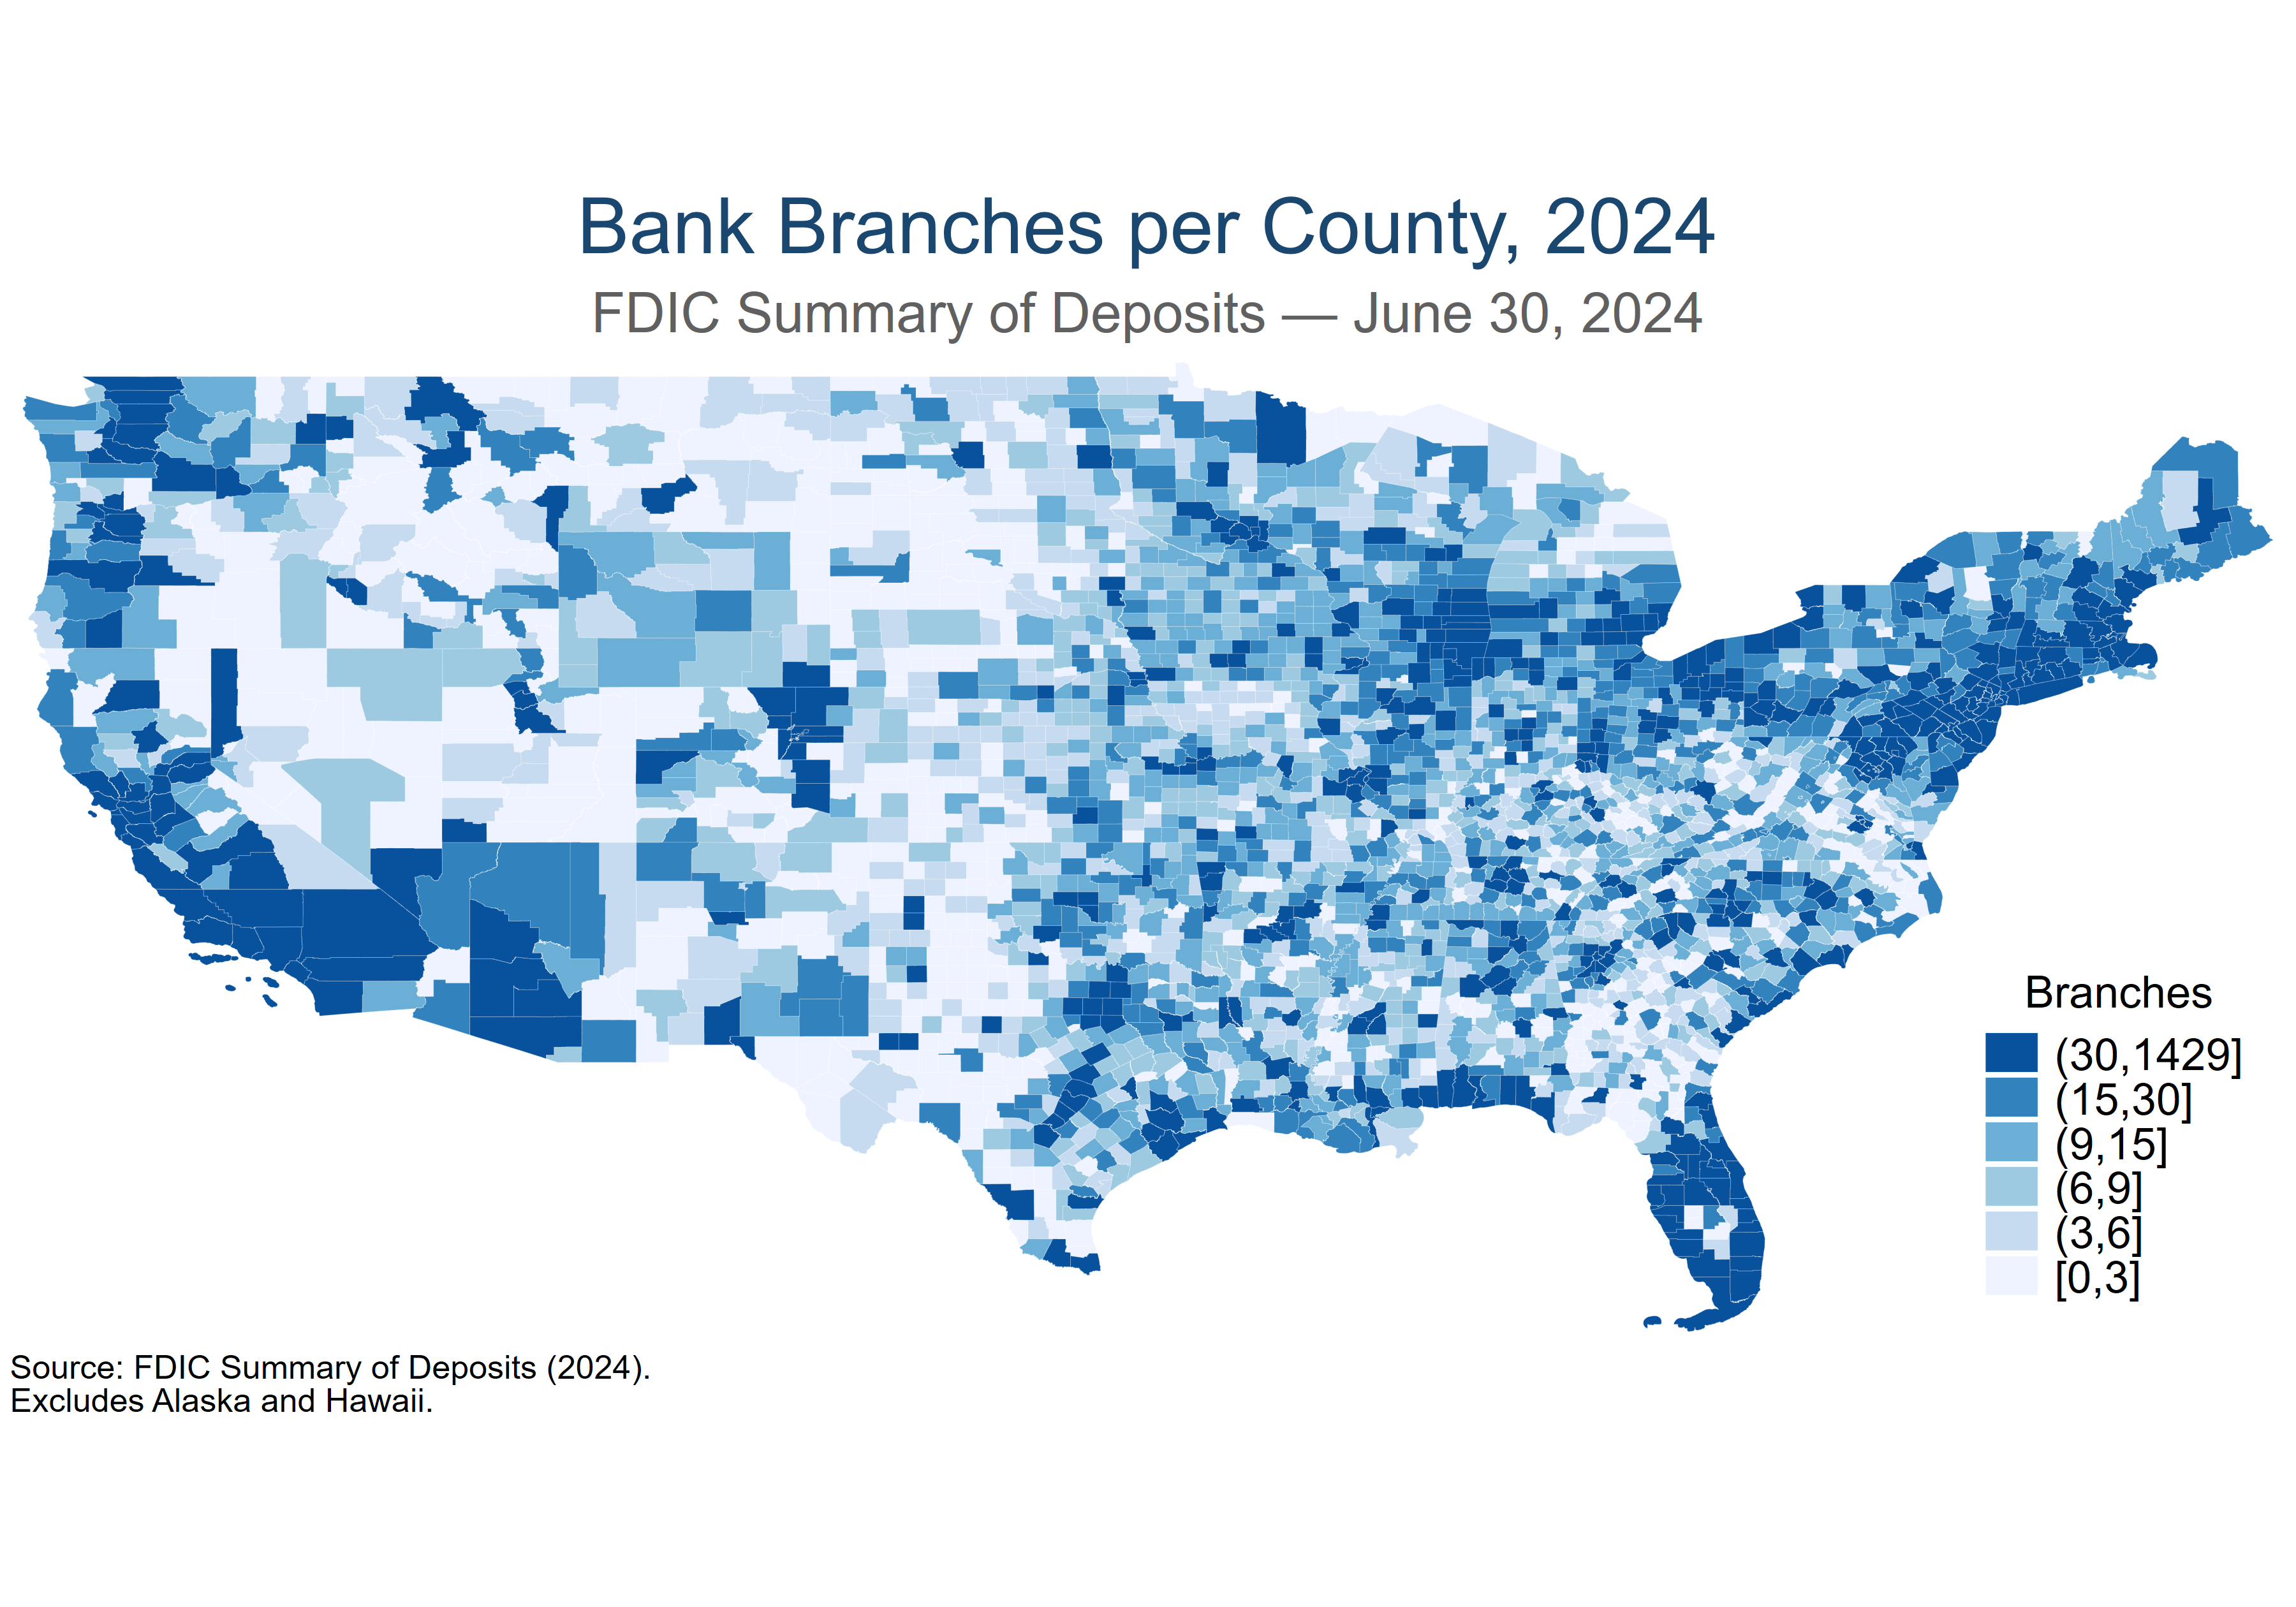 Bank Branches per County, 2024
FDIC Summary of Deposits — June 30, 2024
Branches
(30,1429]
(15,30]
(9,15]
(6,9]
(3,6]
[0,3]
Source: FDIC Summary of Deposits (2024).
Excludes Alaska and Hawaii.